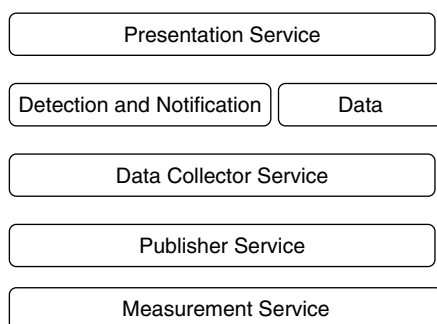 Presentation Service
Detection and Notification
Data
Data Collector Service
Publisher Service
Measurement Service